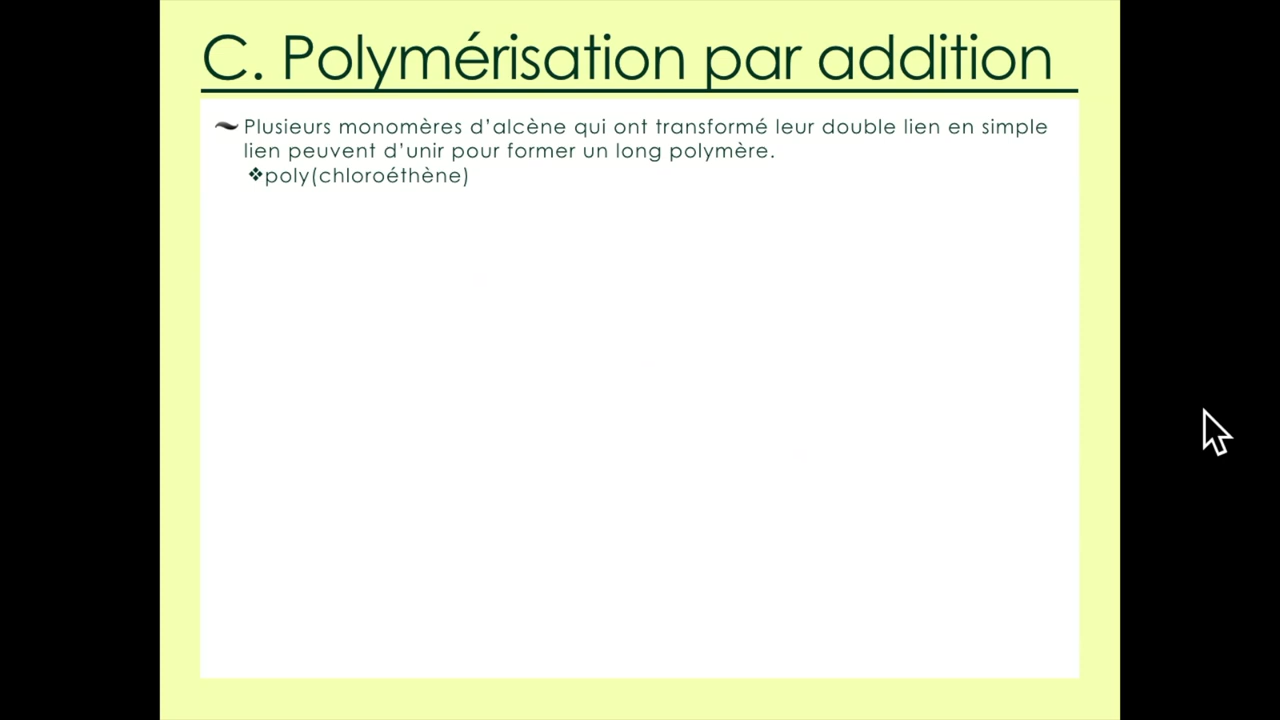 C. Polymérisation par addition
Plusieurs monomères d’alcène qui ont transformé leur double lien en simple
lien peuvent d’unir pour former un long polymère.
❖poly(chloroéthène)